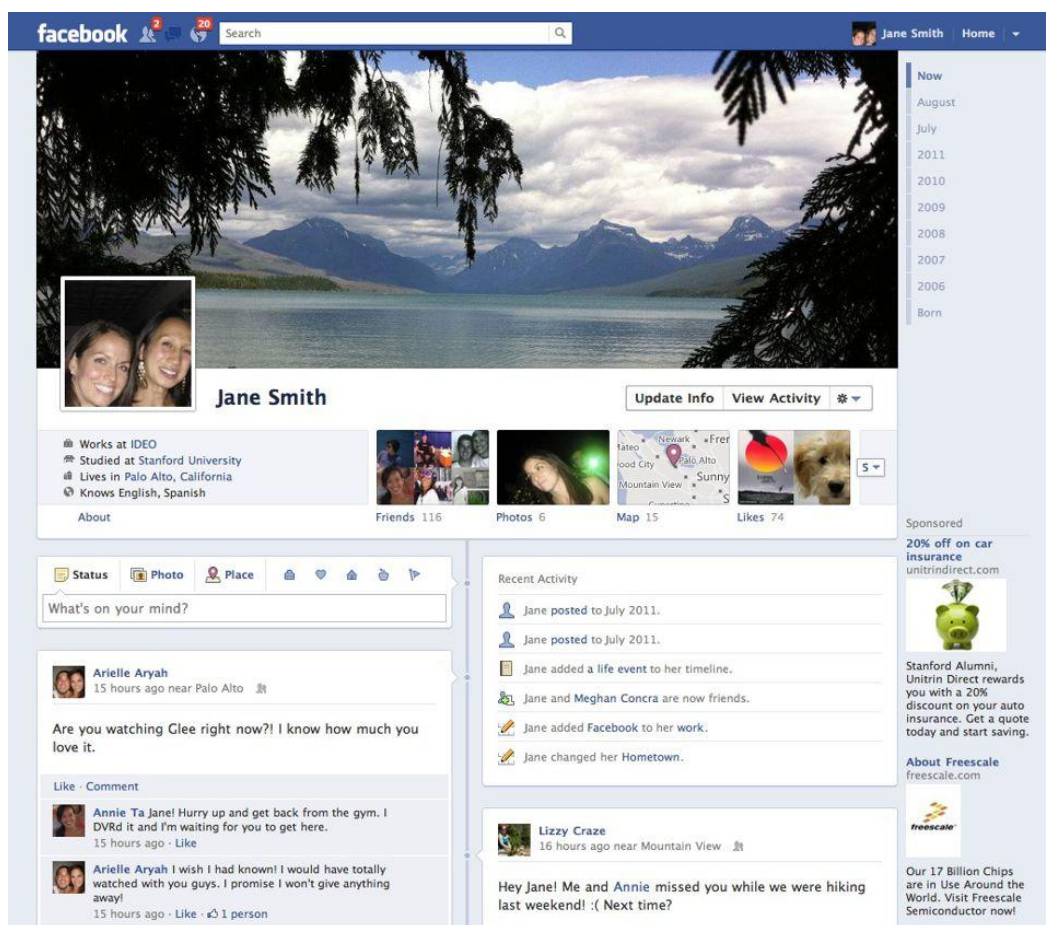 facebook
2
20
Search
Jane Smith
Home
Now
August
July
2011
2010
2009
2008
2007
2006
Born
Jane Smith
Update Info
View Activity
Works at IDEO
Studied at Stanford University
Lives in Palo Alto, California
Knows English, Spanish
About
Friends 116
Photos 6
Newark
Mateo
Palo Alto
Mountain View
Sunny
Map 15
Likes 74
5
Status
Photo
Place
What's on your mind?
Arielle Aryah
15 hours ago near Palo Alto
Are you watching Glee right now?! I know how much you
love it.
Like · Comment
Annie Ta Jane! Hurry up and get back from the gym. I
DVRd it and I'm waiting for you to get here.
15 hours ago · Like
Arielle Aryah I wish I had known! I would have totally
watched with you guys. I promise I won't give anything
away!
15 hours ago · Like · 1 person
Recent Activity
Jane posted to July 2011.
Jane posted to July 2011.
Jane added a life event to her timeline.
Jane and Meghan Concra are now friends.
Jane added Facebook to her work.
Jane changed her Hometown.
Lizzy Craze
16 hours ago near Mountain View
Hey Jane! Me and Annie missed you while we were hiking
last weekend! :( Next time?
Sponsored
20% off on car
insurance
unitrindirect.com
Stanford Alumni,
Unitrin Direct rewards
you with a 20%
discount on your auto
insurance. Get a quote
today and start saving.
About Freescale
freescale.com
freescale
Our 17 Billion Chips
are in Use Around the
World. Visit Freescale
Semiconductor now!